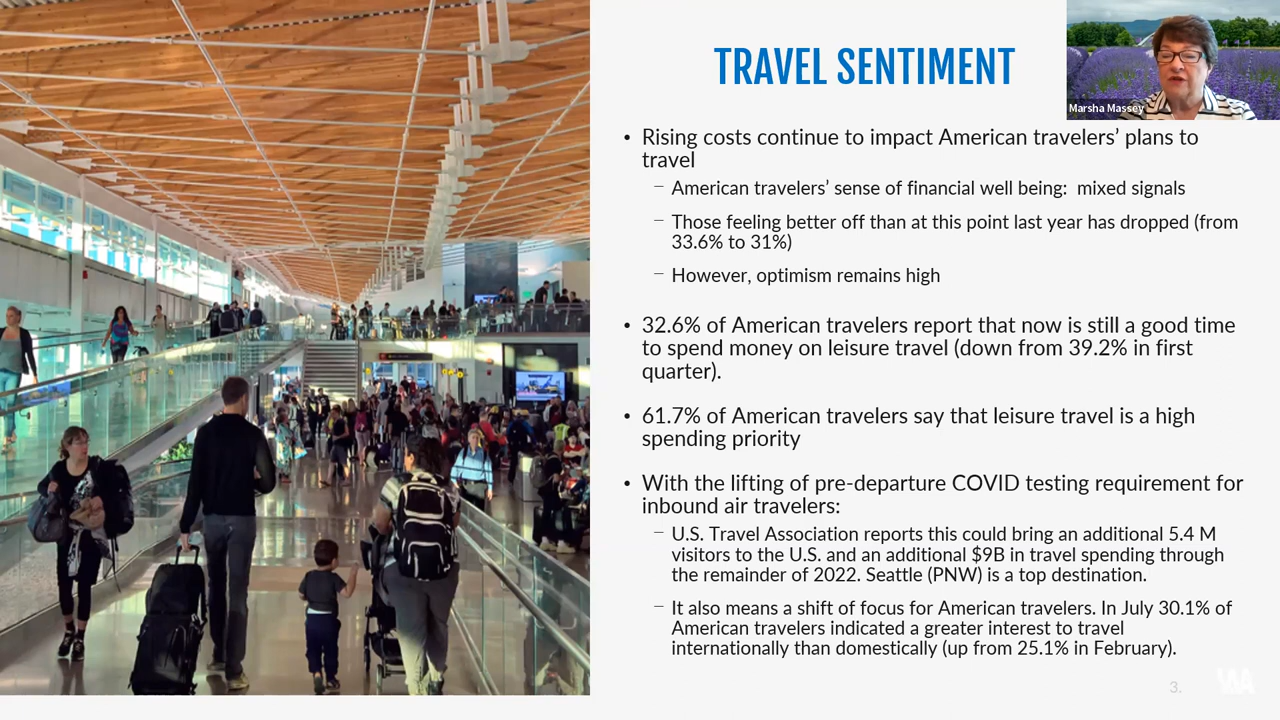 TRAVEL SENTIMENT
Marsha Massey
• Rising costs continue to impact American travelers’ plans to
travel
– American travelers’ sense of financial well being:  mixed signals
– Those feeling better off than at this point last year has dropped (from
33.6% to 31%)
– However, optimism remains high
• 32.6% of American travelers report that now is still a good time
to spend money on leisure travel (down from 39.2% in first
quarter).
• 61.7% of American travelers say that leisure travel is a high
spending priority
• With the lifting of pre-departure COVID testing requirement for
inbound air travelers:
– U.S. Travel Association reports this could bring an additional 5.4 M
visitors to the U.S. and an additional $9B in travel spending through
the remainder of 2022. Seattle (PNW) is a top destination.
– It also means a shift of focus for American travelers. In July 30.1% of
American travelers indicated a greater interest to travel
internationally than domestically (up from 25.1% in February).
3.
WA